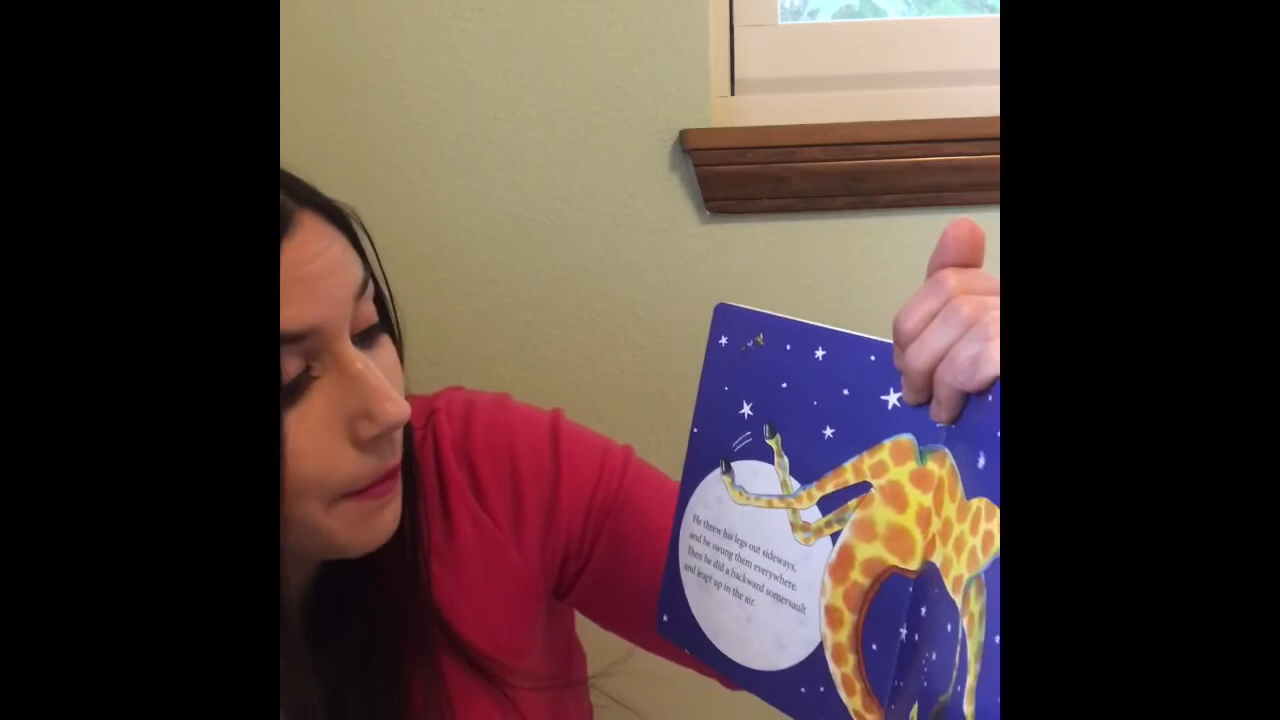 He threw his legs out sideways,
and he swung them everywhere.
Then he did a backward somersault
and leapt up in the air.